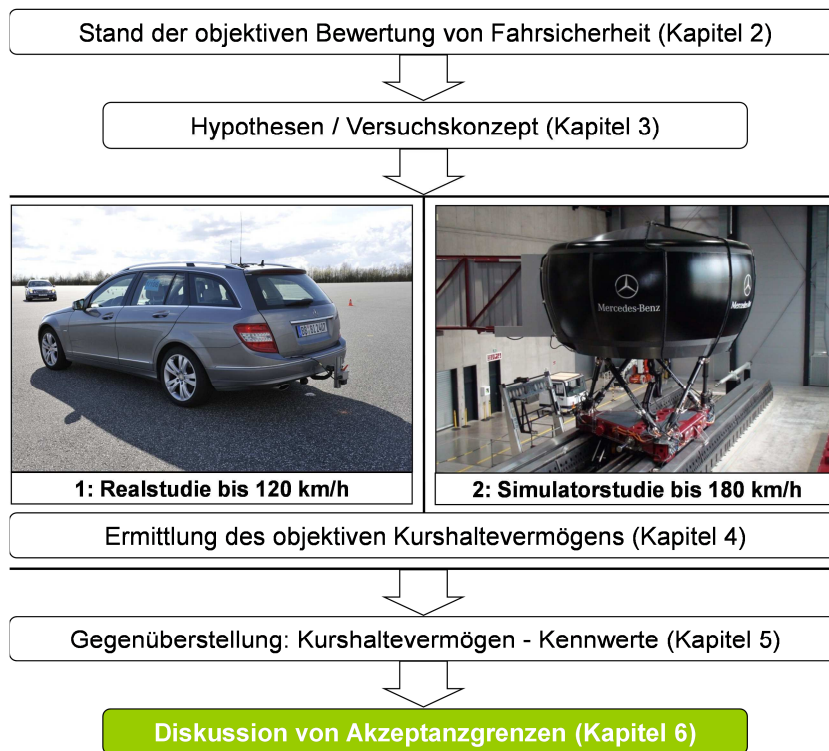 Stand der objektiven Bewertung von Fahrsicherheit (Kapitel 2)
Hypothesen / Versuchskonzept (Kapitel 3)
Mercedes-Benz
1: Realstudie bis 120 km/h
2: Simulatorstudie bis 180 km/h
Ermittlung des objektiven Kurshaltevermögens (Kapitel 4)
Gegenüberstellung: Kurshaltevermögen - Kennwerte (Kapitel 5)
Diskussion von Akzeptanzgrenzen (Kapitel 6)